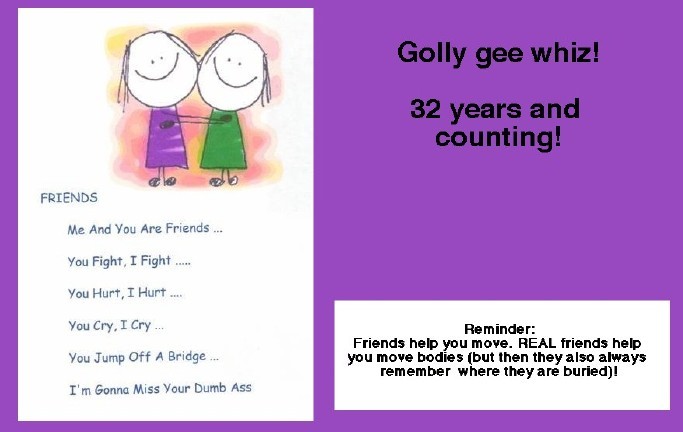 FRIENDS
Me And You Are Friends ...
You Fight, I Fight .....
You Hurt, I Hurt ....
You Cry, I Cry ...
You Jump Off A Bridge ...
I'm Gonna Miss Your Dumb Ass
Golly gee whiz!
32 years and
counting!
Reminder:
Friends help you move. REAL friends help
you move bodies (but then they also always
remember where they are buried)!